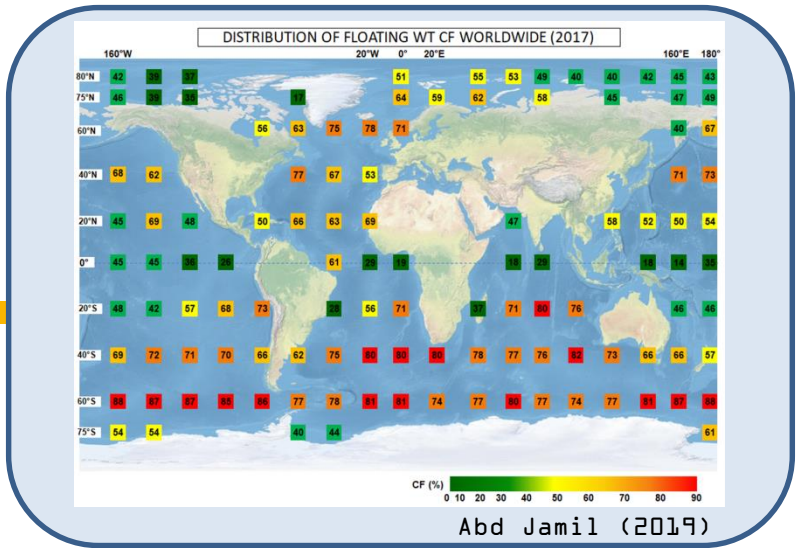 DISTRIBUTION OF FLOATING WT CF WORLDWIDE (2017)
160°W 20°W 0° 20°E 160°E 180°
80°N 42 39 37 51 55 53 49 40 40 42 45 43
75°N 46 39 35 17 64 59 62 58 45 47 49
60°N 56 63 75 78 71 40 67
40°N 68 62 77 67 53 71 73
20°N 45 69 48 50 66 63 69 47 58 52 50 54
0° 45 45 36 26 61 29 19 18 29 18 14 35
20°S 48 42 57 68 73 28 56 71 37 71 80 76 46 46
40°S 69 72 71 70 66 62 75 80 80 80 78 77 76 82 73 66 66 57
60°S 88 87 87 85 86 77 78 81 81 74 77 80 77 74 77 81 87 88
75°S 54 54 40 44 61
CF (%)
0 10 20 30 40 50 60 70 80 90
Abd Jamil (2019)